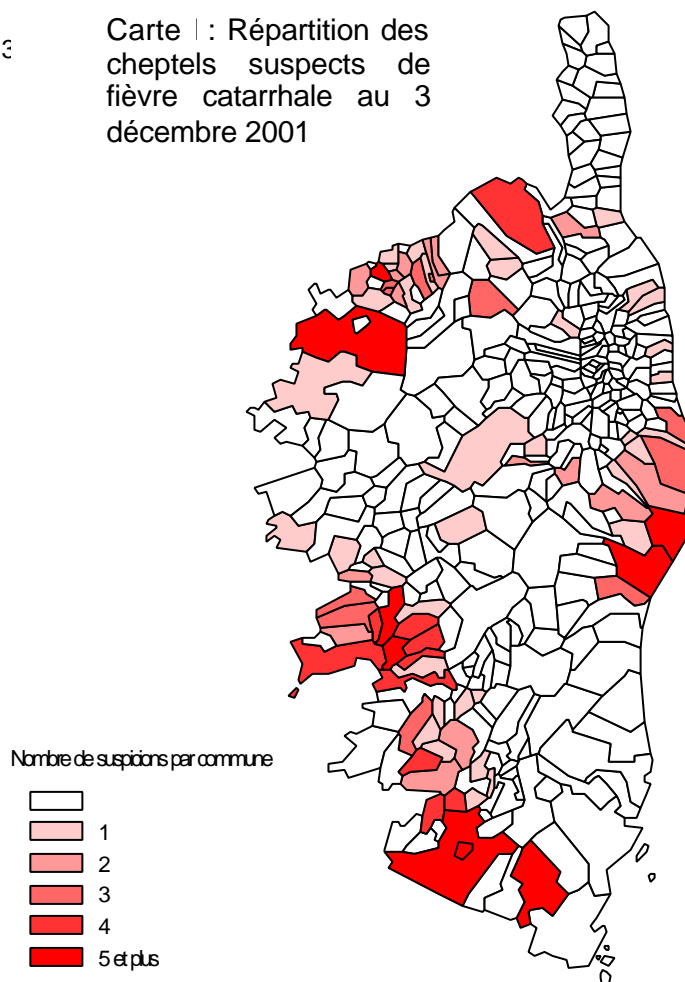 3
Carte I : Répartition des
cheptels suspects de
fièvre catarrhale au 3
décembre 2001
Nombre de suspicions par commune
1
2
3
4
5 et plus